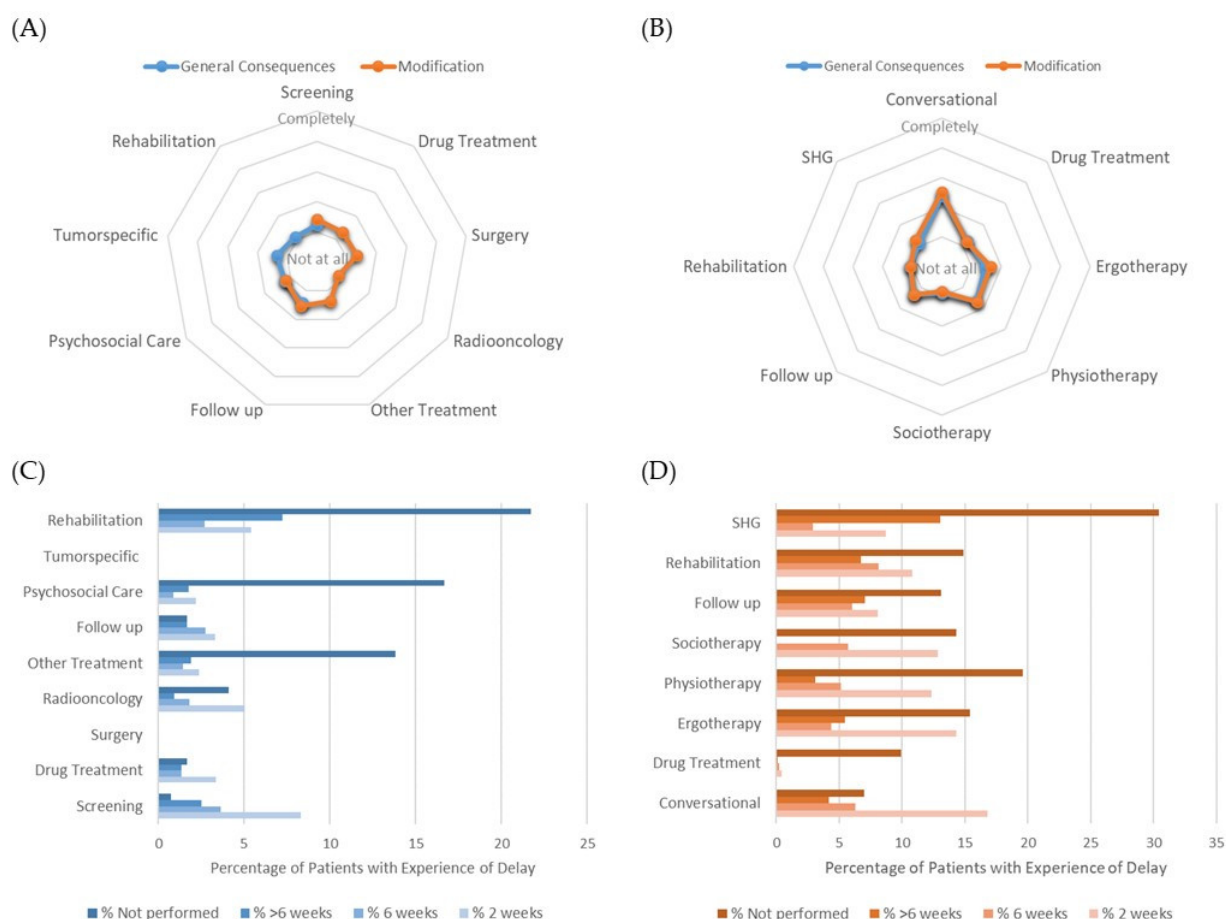 (A)
General Consequences
Modification
Screening
Completely
Drug Treatment
Rehabilitation
Surgery
Tumorspecific
Not at all
Radiooncology
Psychosocial Care
Other Treatment
Follow up
(B)
General Consequences
Modification
Conversational
Completely
Drug Treatment
SHG
Ergotherapy
Rehabilitation
Not at all
Physiotherapy
Follow up
Sociotherapy
(C)
Rehabilitation
Tumorspecific
Psychosocial Care
Follow up
Other Treatment
Radiooncology
Surgery
Drug Treatment
Screening
0 5 10 15 20 25
Percentage of Patients with Experience of Delay
% Not performed % >6 weeks % 6 weeks % 2 weeks
(D)
SHG
Rehabilitation
Follow up
Sociotherapy
Physiotherapy
Ergotherapy
Drug Treatment
Conversational
0 5 10 15 20 25 30 35
Percentage of Patients with Experience of Delay
% Not performed % >6 weeks % 6 weeks % 2 weeks